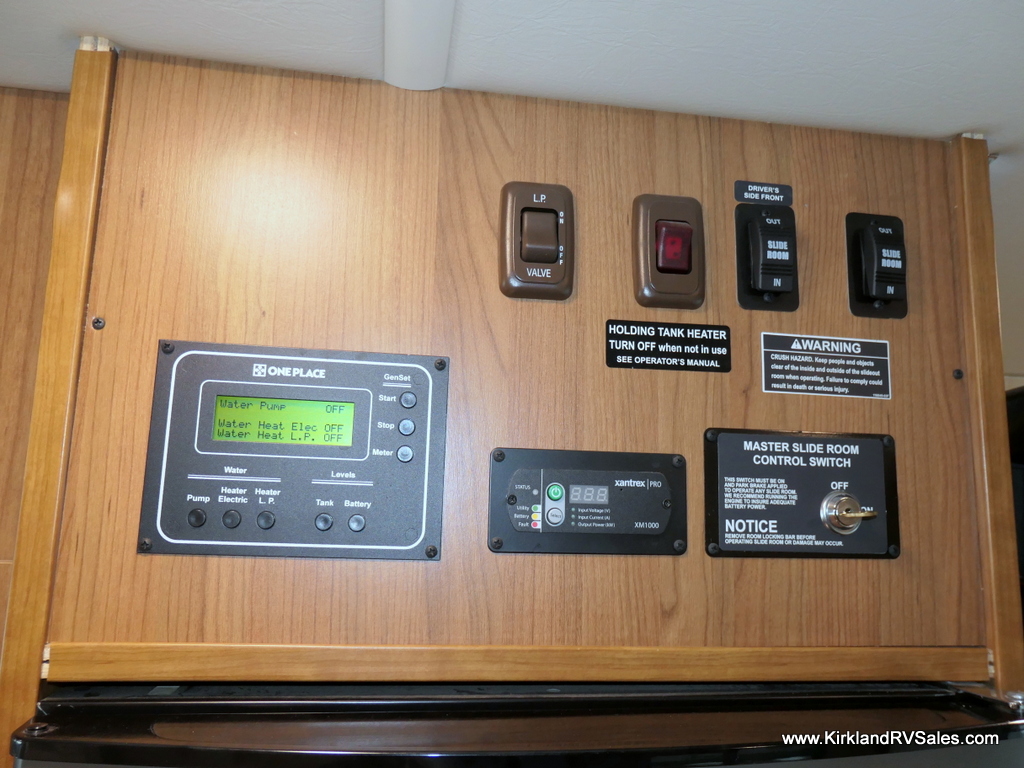 L.P.
ON
OFF
VALVE
DRIVER'S
SIDE FRONT
OUT
SLIDE
ROOM
IN
OUT
SLIDE
ROOM
IN
HOLDING TANK HEATER
TURN OFF when not in use
SEE OPERATOR'S MANUAL
WARNING
CRUSH HAZARD. Keep people and objects
clear of the inside and outside of the slideout
room when operating. Failure to comply could
result in death or serious injury.
ONE PLACE
GenSet
Start
Stop
Meter
Water Pump OFF
Water Heat Elec OFF
Water Heat L.P. OFF
Water
Levels
Pump
Heater
Electric
Heater
L.P.
Tank
Battery
STATUS
Utility
Battery
Fault
xantrex PRO
Input Voltage (V)
Input Current (A)
Output Power (kW)
XM1000
MASTER SLIDE ROOM
CONTROL SWITCH
THIS SWITCH MUST BE ON
AND PARK BRAKE APPLIED
TO OPERATE ANY SLIDE ROOM.
WE RECOMMEND RUNNING THE
ENGINE TO INSURE ADEQUATE
BATTERY POWER.
OFF
ON
NOTICE
REMOVE ROOM LOCKING BAR BEFORE
OPERATING SLIDE ROOM OR DAMAGE MAY OCCUR.
www.KirklandRVSales.com